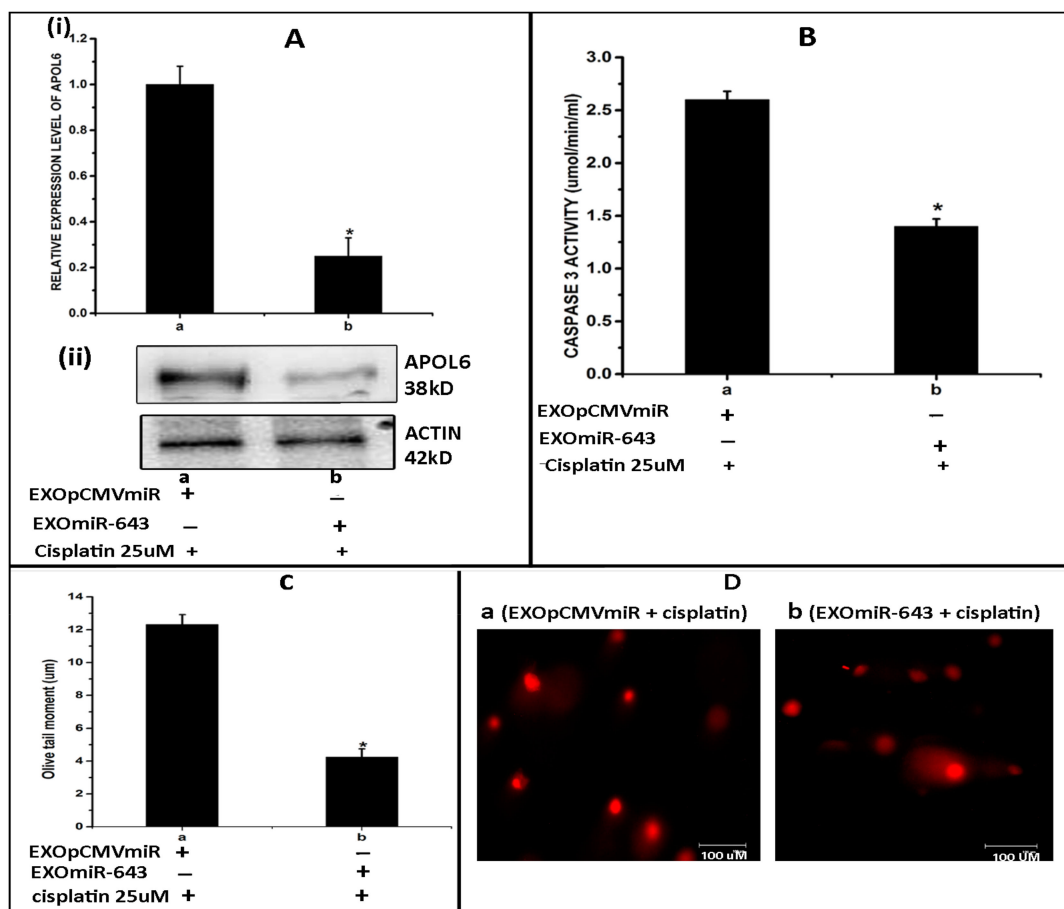 (i)
A
RELATIVE EXPRESSION LEVEL OF APOL6
1.2
1.0
0.8
0.6
0.4
0.2
0.0
*
a
b
(ii)
APOL6
38kD
ACTIN
42kD
a
b
EXOpCMVmiR + –
EXOmiR-643 – +
Cisplatin 25uM + +
B
CASPASE 3 ACTIVITY (umol/min/ml)
3.0
2.5
2.0
1.5
1.0
0.5
0.0
*
a
b
EXOpCMVmiR + –
EXOmiR-643 – +
Cisplatin 25uM + +
C
Olive tail moment (um)
14
12
10
8
6
4
2
0
*
a
b
EXOpCMVmiR + –
EXOmiR-643 – +
cisplatin 25uM + +
D
a (EXOpCMVmiR + cisplatin)
b (EXOmiR-643 + cisplatin)
100 uM
100 UM